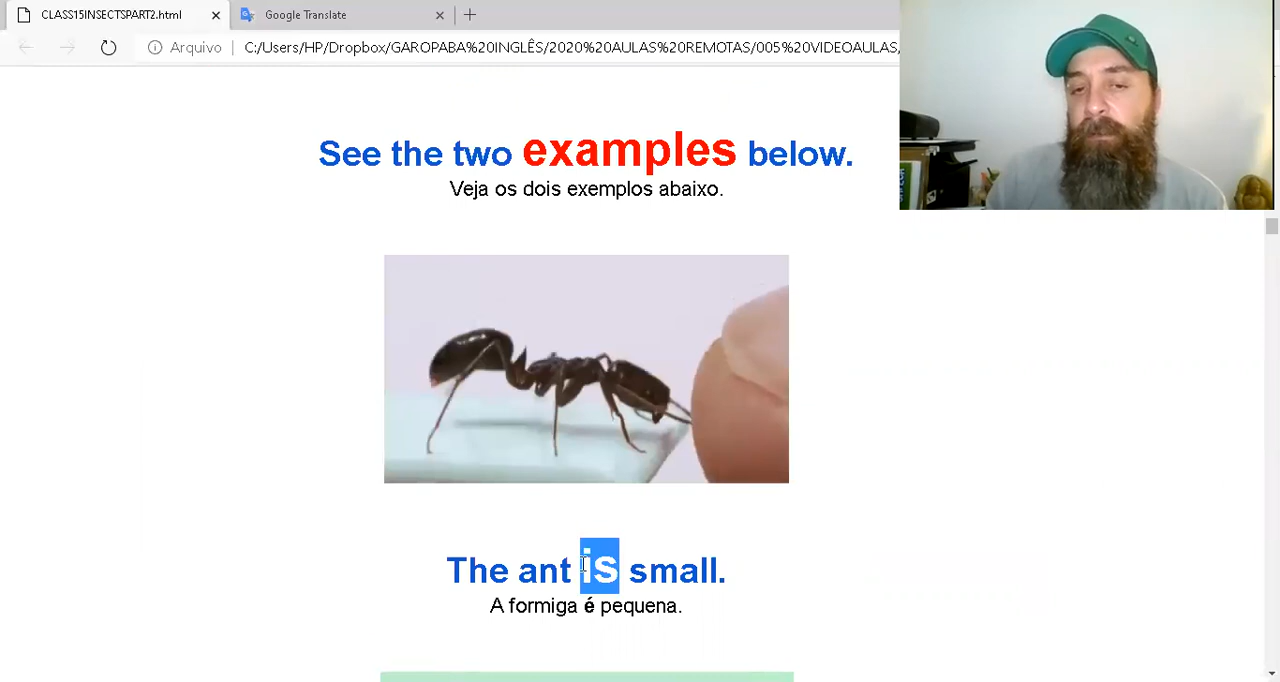 CLASS15INSECTSPART2.html
Google Translate
Arquivo C:/Users/HP/Dropbox/GAROPABA%20INGLÊS/2020%20AULAS%20REMOTAS/005%20VIDEOAULAS,
See the two examples below.
Veja os dois exemplos abaixo.
The ant is small.
A formiga é pequena.